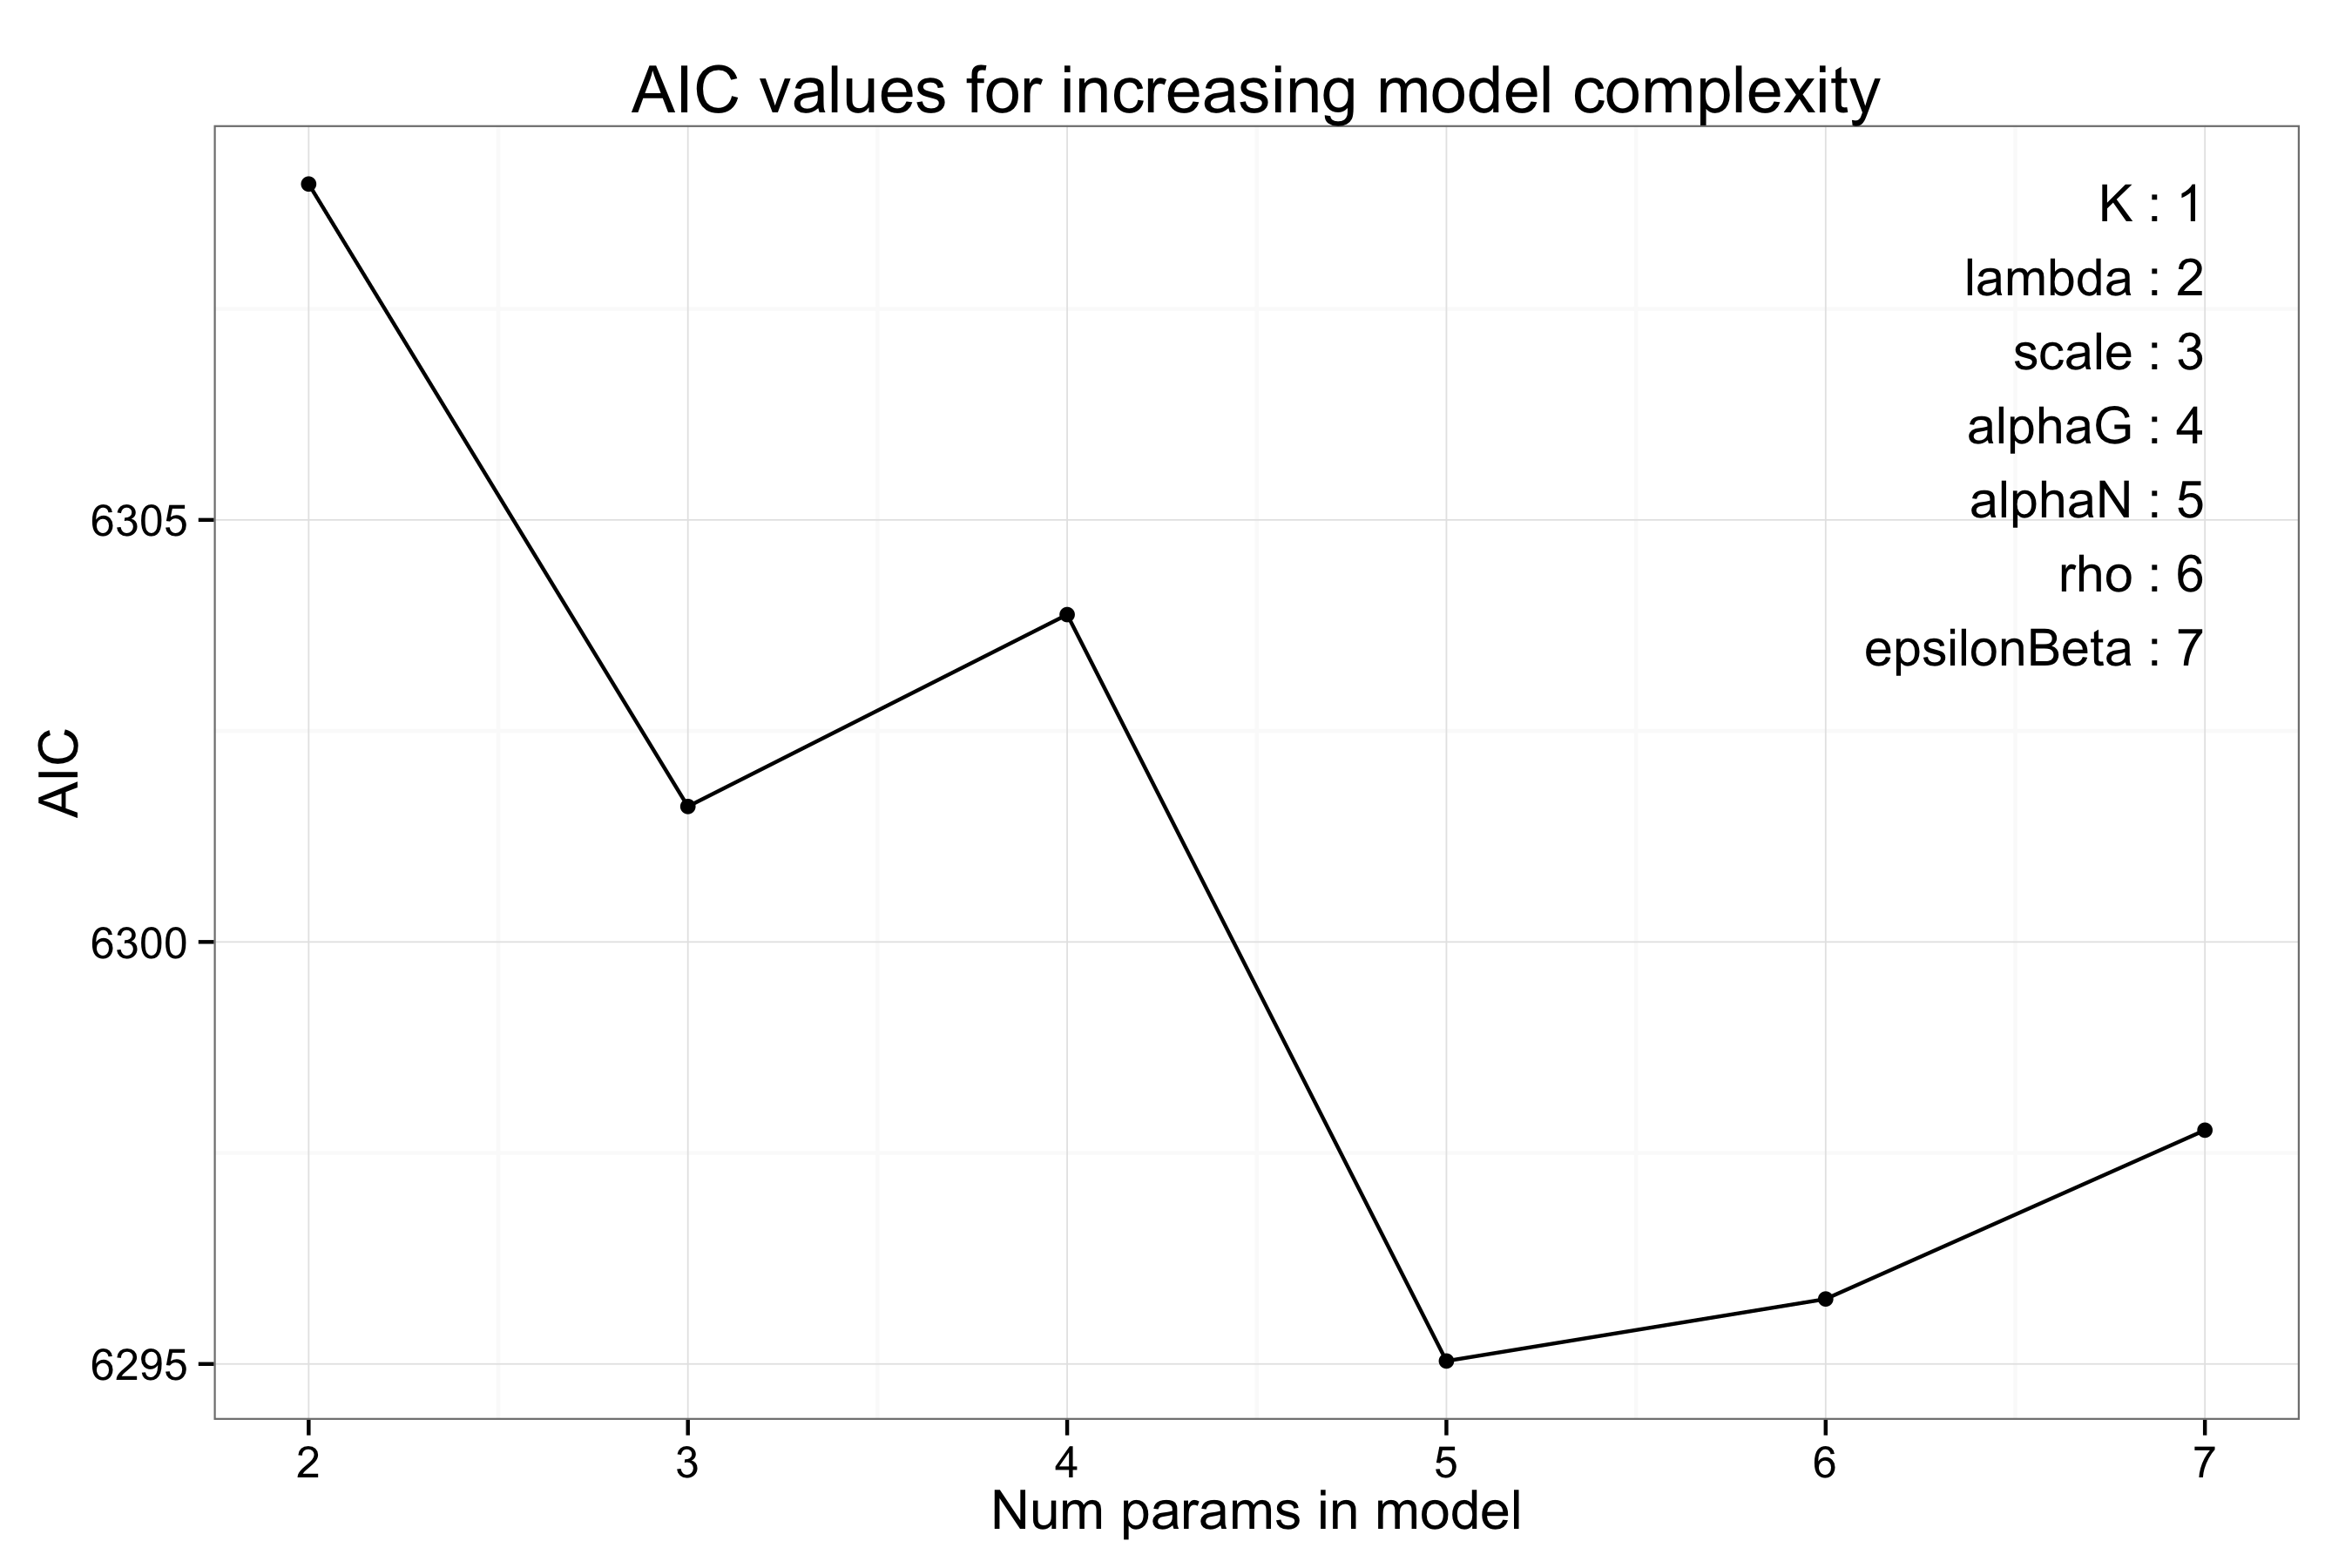 AIC values for increasing model complexity
K : 1
lambda : 2
scale : 3
alphaG : 4
alphaN : 5
rho : 6
epsilonBeta : 7
AIC
6305
6300
6295
2 3 4 5 6 7
Num params in model